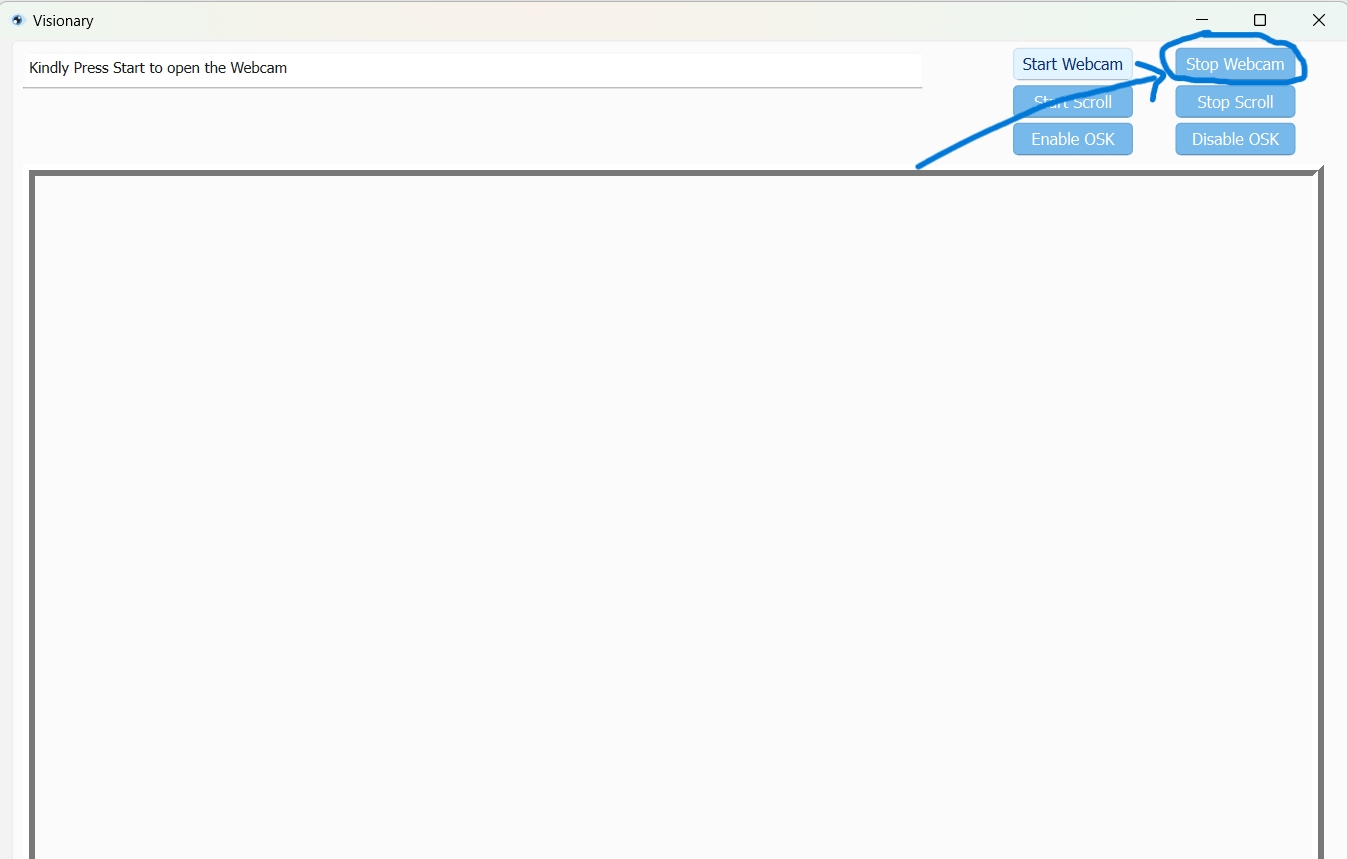 Visionary
Kindly Press Start to open the Webcam
Start Webcam Stop Webcam
Start Scroll Stop Scroll
Enable OSK Disable OSK